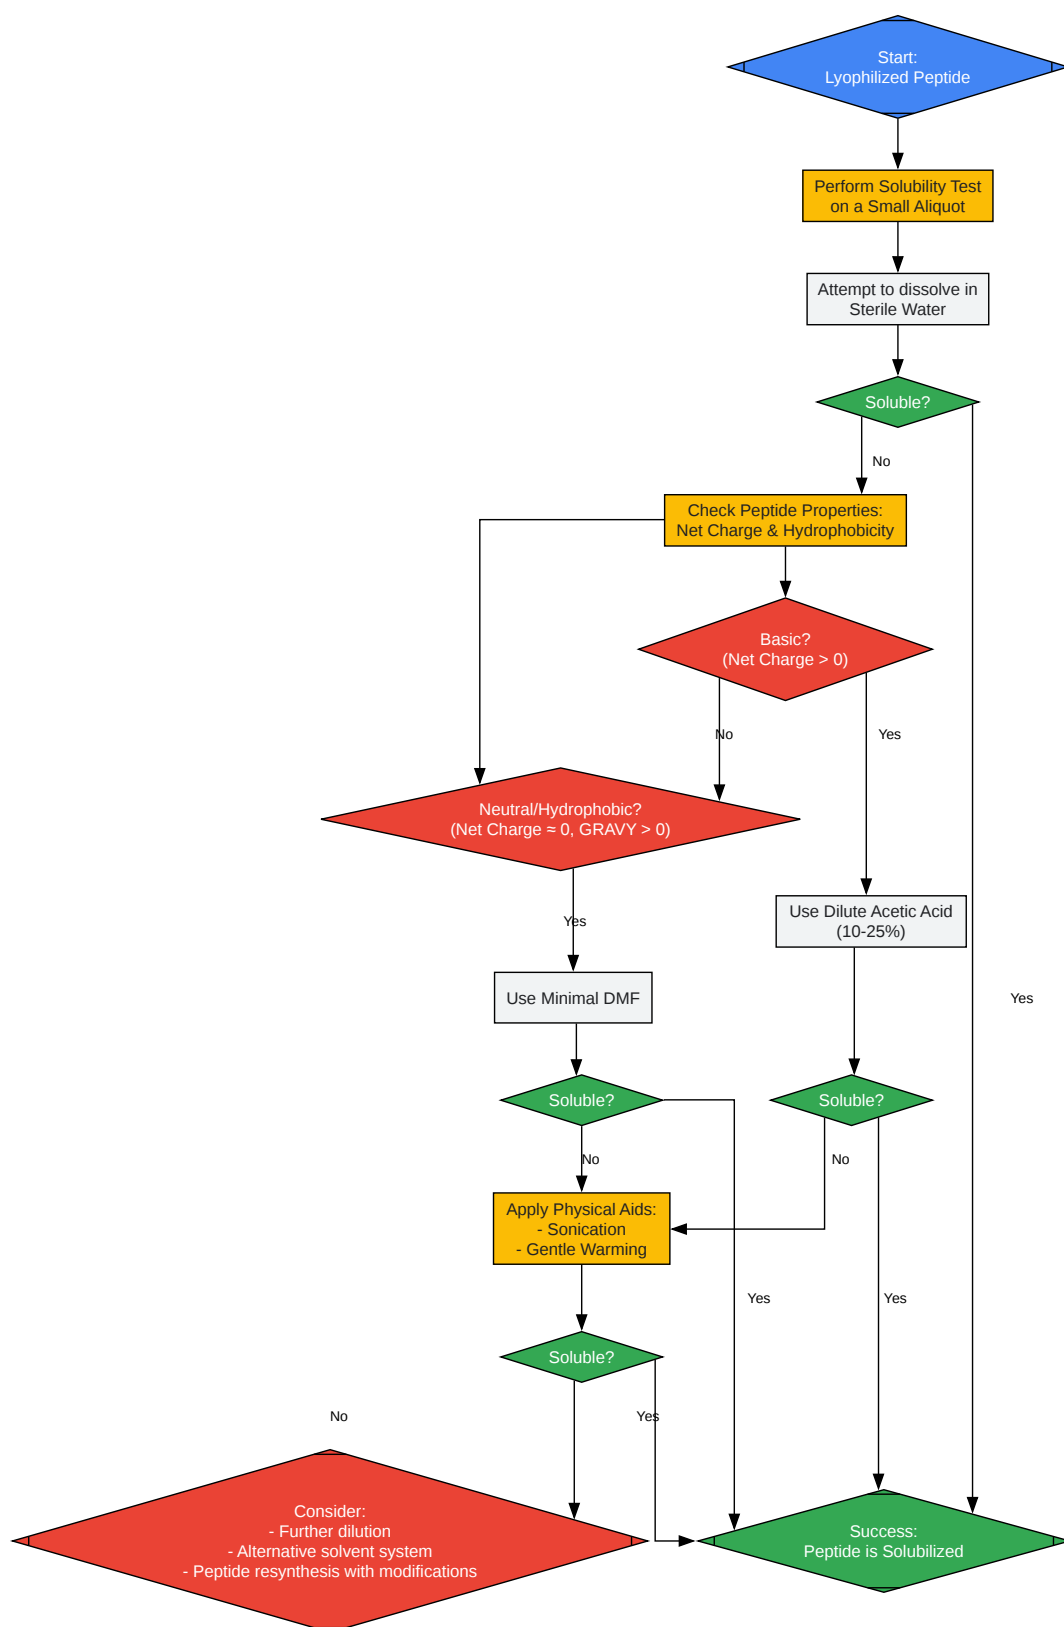 Start:
Lyophilized Peptide
Perform Solubility Test
on a Small Aliquot
Attempt to dissolve in
Sterile Water
Soluble?
No
Check Peptide Properties:
Net Charge & Hydrophobicity
Basic?
(Net Charge > 0)
No
Yes
Neutral/Hydrophobic?
(Net Charge ≈ 0, GRAVY > 0)
Yes
Use Dilute Acetic Acid
(10-25%)
Use Minimal DMF
Yes
Soluble?
Soluble?
No
No
Apply Physical Aids:
- Sonication
- Gentle Warming
Yes
Yes
Soluble?
No
Yes
Consider:
- Further dilution
- Alternative solvent system
- Peptide resynthesis with modifications
Success:
Peptide is Solubilized